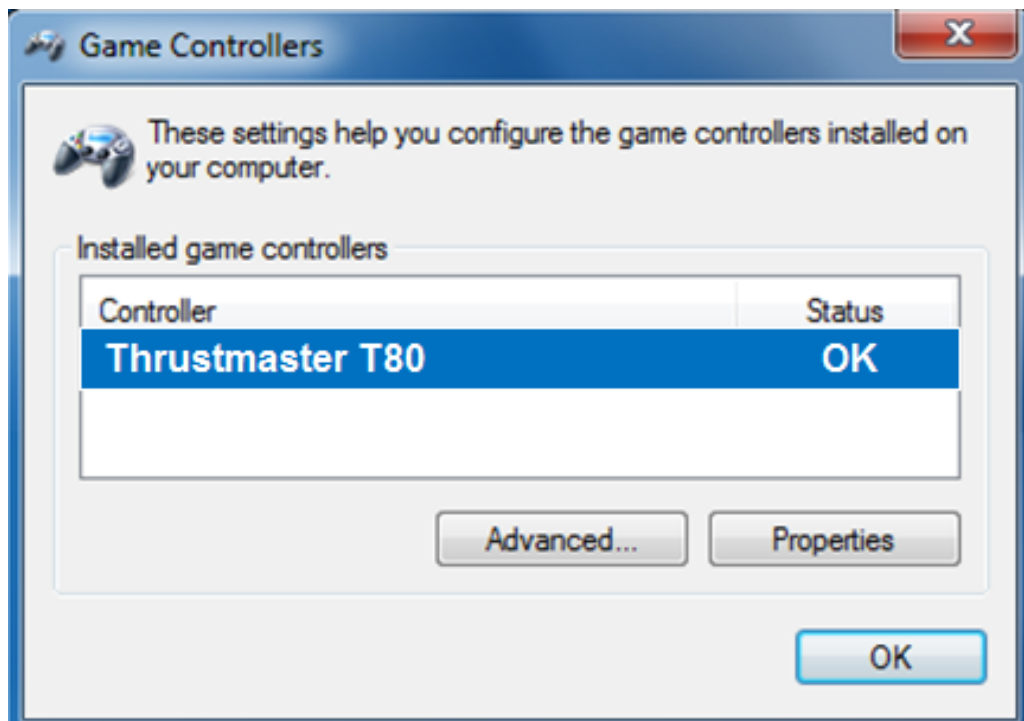 Game Controllers
These settings help you configure the game controllers installed on
your computer.
Installed game controllers
Controller Status
Thrustmaster T80 OK
Advanced... Properties
OK